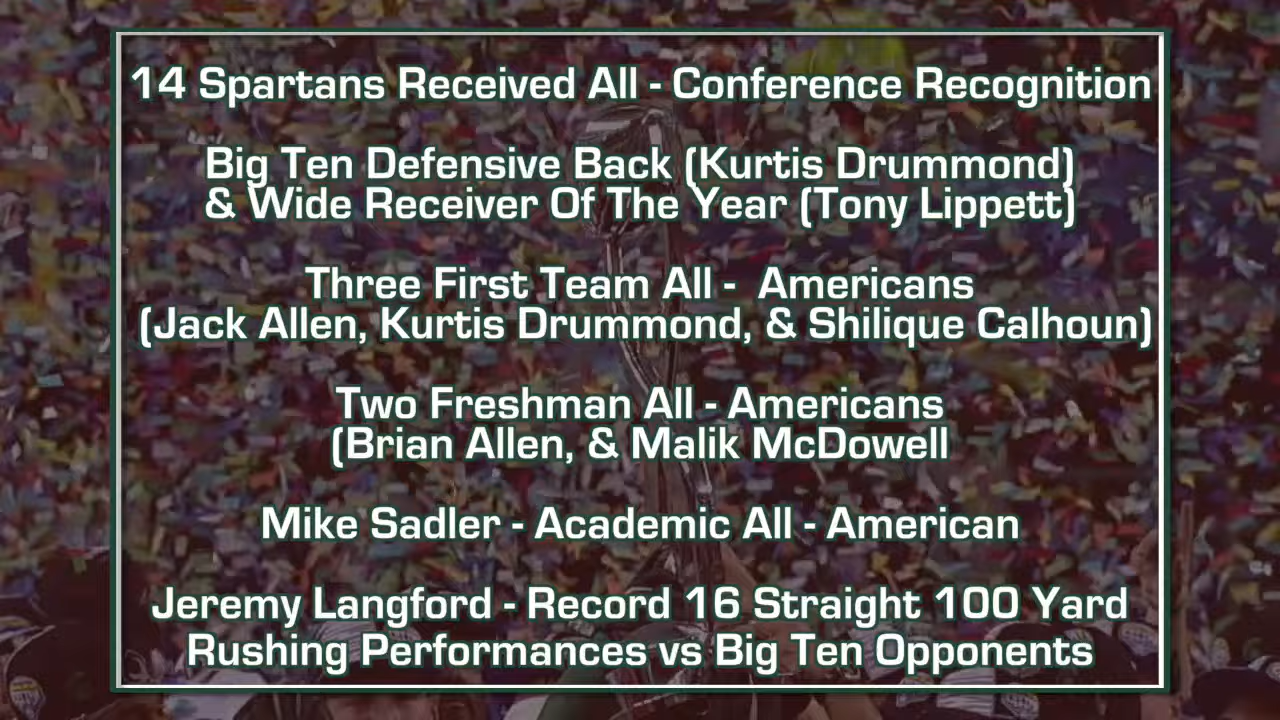 14 Spartans Received All - Conference Recognition
Big Ten Defensive Back (Kurtis Drummond)
& Wide Receiver Of The Year (Tony Lippett)
Three First Team All -  Americans
(Jack Allen, Kurtis Drummond, & Shilique Calhoun)
Two Freshman All - Americans
(Brian Allen, & Malik McDowell
Mike Sadler - Academic All - American
Jeremy Langford - Record 16 Straight 100 Yard
Rushing Performances vs Big Ten Opponents